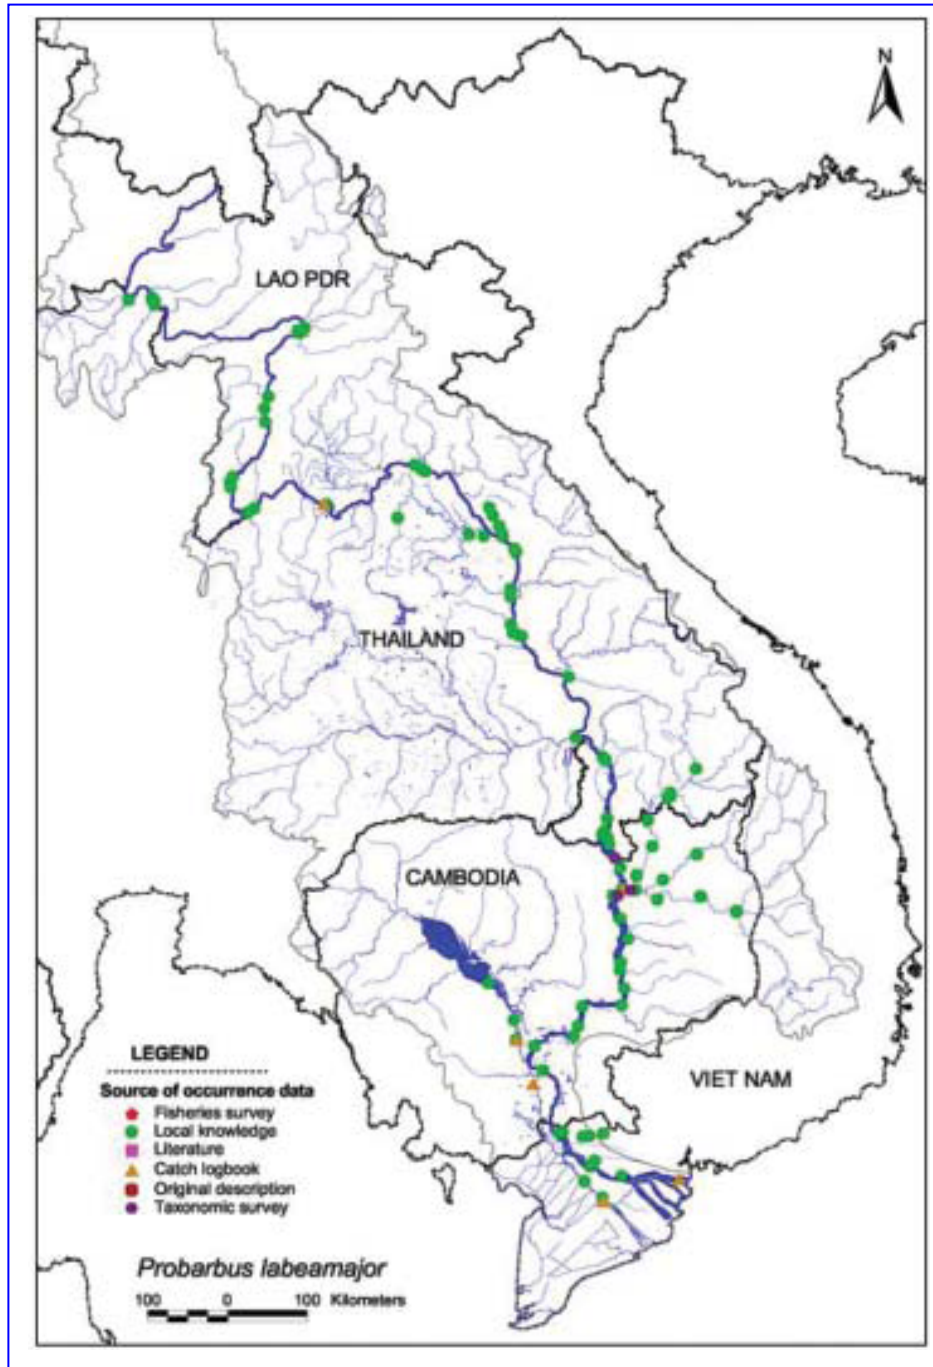 N
LAO PDR
THAILAND
CAMBODIA
VIET NAM
LEGEND
Source of occurrence data
Fisheries survey
Local knowledge
Literature
Catch logbook
Original description
Taxonomic survey
Probarbus labeamajor
100 0 100 Kilometers